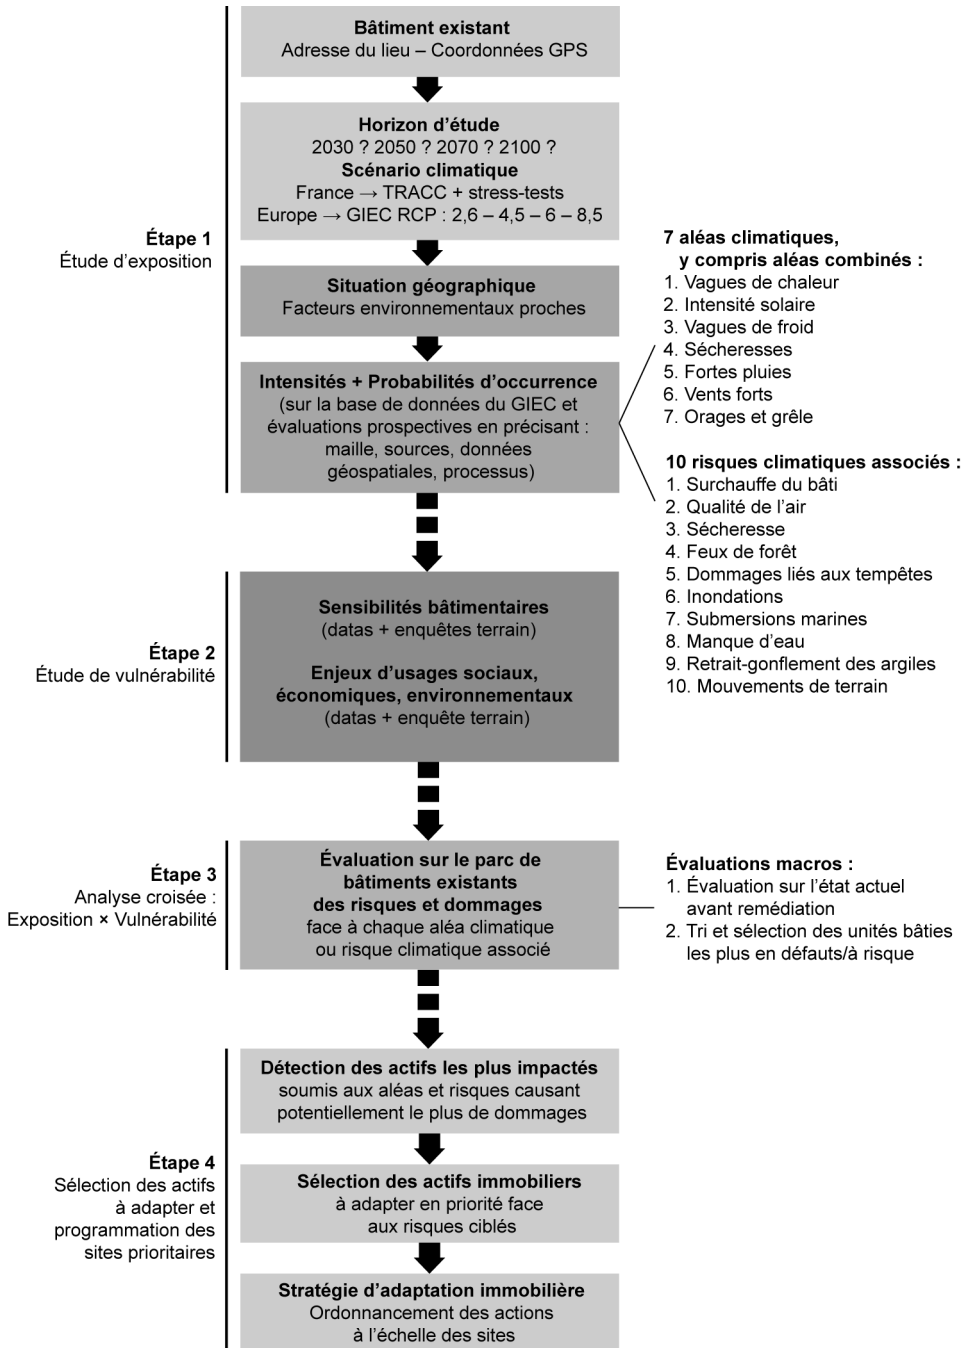 Bâtiment existant
Adresse du lieu – Coordonnées GPS
Horizon d’étude
2030 ? 2050 ? 2070 ? 2100 ?
Scénario climatique
France → TRACC + stress-tests
Europe → GIEC RCP : 2,6 – 4,5 – 6 – 8,5
Étape 1
Étude d’exposition
Situation géographique
Facteurs environnementaux proches
Intensités + Probabilités d’occurrence
(sur la base de données du GIEC et
évaluations prospectives en précisant :
maille, sources, données
géospatiales, processus)
7 aléas climatiques,
y compris aléas combinés :
1. Vagues de chaleur
2. Intensité solaire
3. Vagues de froid
4. Sécheresses
5. Fortes pluies
6. Vents forts
7. Orages et grêle
10 risques climatiques associés :
1. Surchauffe du bâti
2. Qualité de l’air
3. Sécheresse
4. Feux de forêt
5. Dommages liés aux tempêtes
6. Inondations
7. Submersions marines
8. Manque d’eau
9. Retrait-gonflement des argiles
10. Mouvements de terrain
Étape 2
Étude de vulnérabilité
Sensibilités bâtimentaires
(datas + enquêtes terrain)
Enjeux d’usages sociaux,
économiques, environnementaux
(datas + enquête terrain)
Étape 3
Analyse croisée :
Exposition × Vulnérabilité
Évaluation sur le parc de
bâtiments existants
des risques et dommages
face à chaque aléa climatique
ou risque climatique associé
Évaluations macros :
1. Évaluation sur l’état actuel
avant remédiation
2. Tri et sélection des unités bâties
les plus en défauts/à risque
Étape 4
Sélection des actifs
à adapter et
programmation des
sites prioritaires
Détection des actifs les plus impactés
soumis aux aléas et risques causant
potentiellement le plus de dommages
Sélection des actifs immobiliers
à adapter en priorité face
aux risques ciblés
Stratégie d’adaptation immobilière
Ordonnancement des actions
à l’échelle des sites